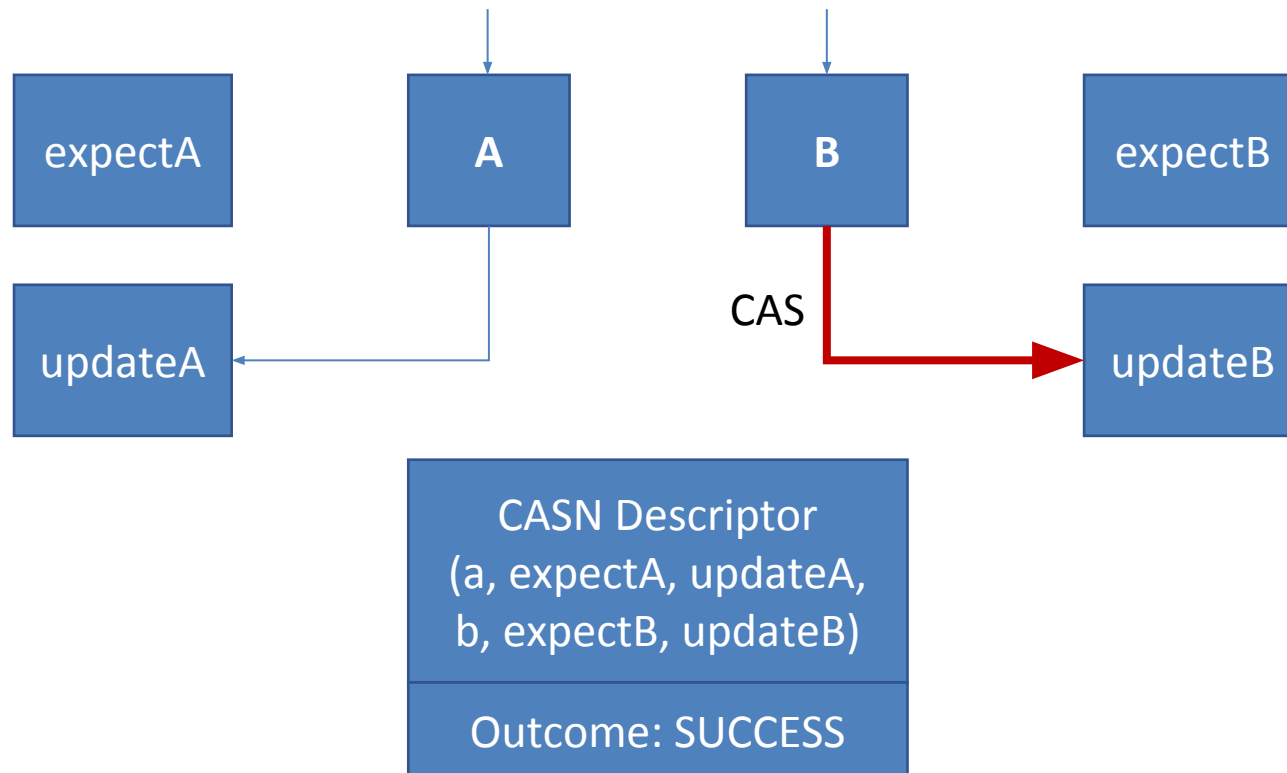 expectA
A
B
expectB
CAS
updateA
updateB
CASN Descriptor
(a, expectA, updateA,
b, expectB, updateB)
Outcome: SUCCESS